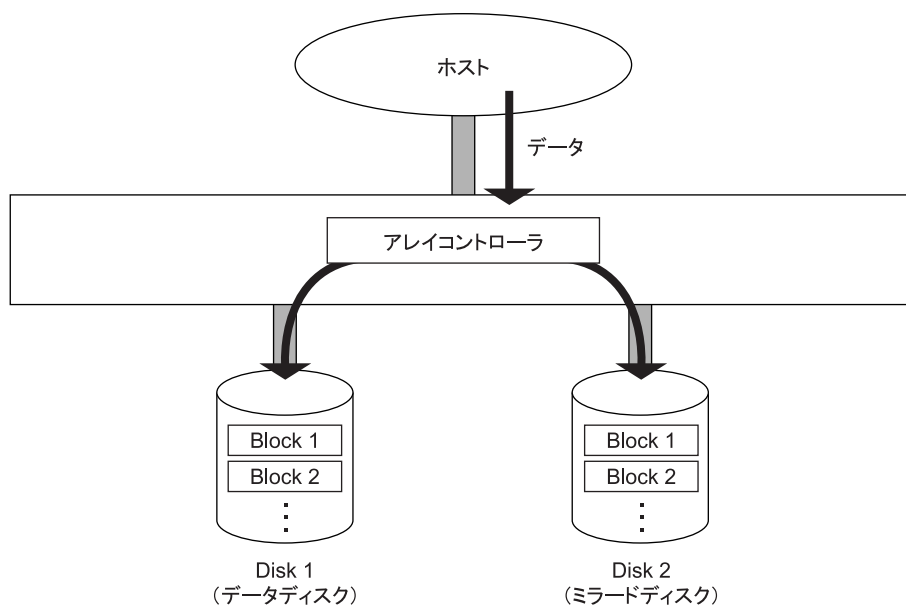 ホスト
データ
アレイコントローラ
Block 1
Block 2
Block 1
Block 2
Disk 1
（データディスク）
Disk 2
（ミラードディスク）